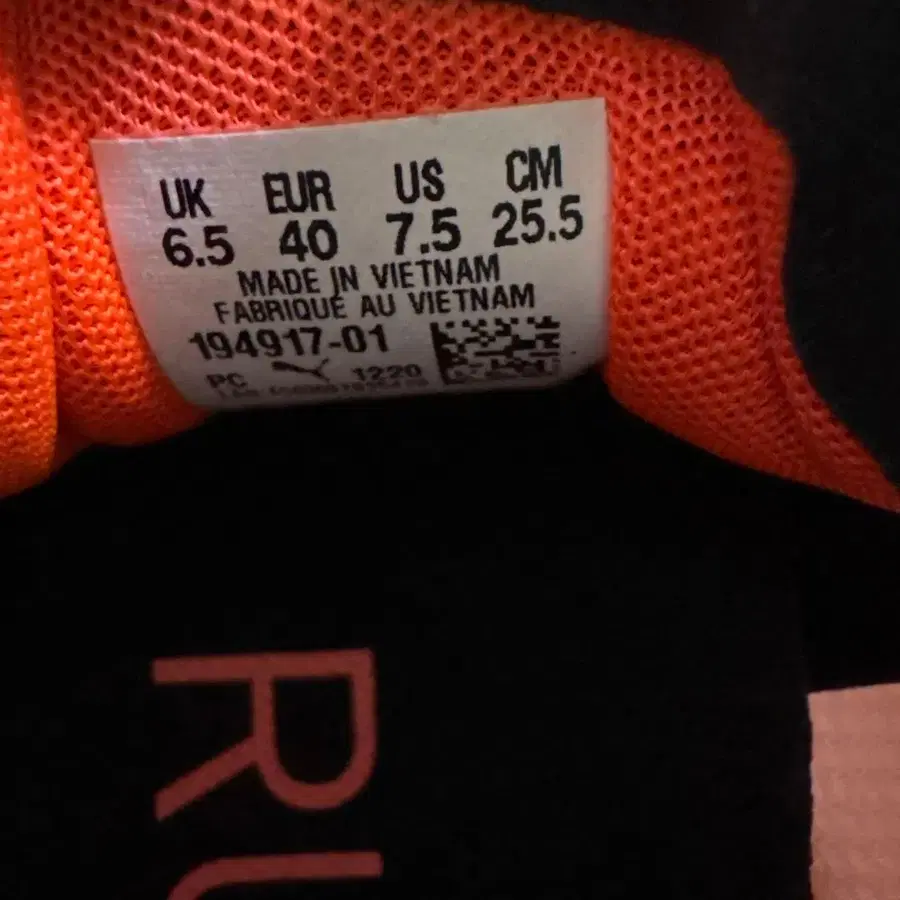 UK EUR US CM
6.5 40 7.5 25.5
MADE IN VIETNAM
FABRIQUÉ AU VIETNAM
194917-01
PC 1220
RU